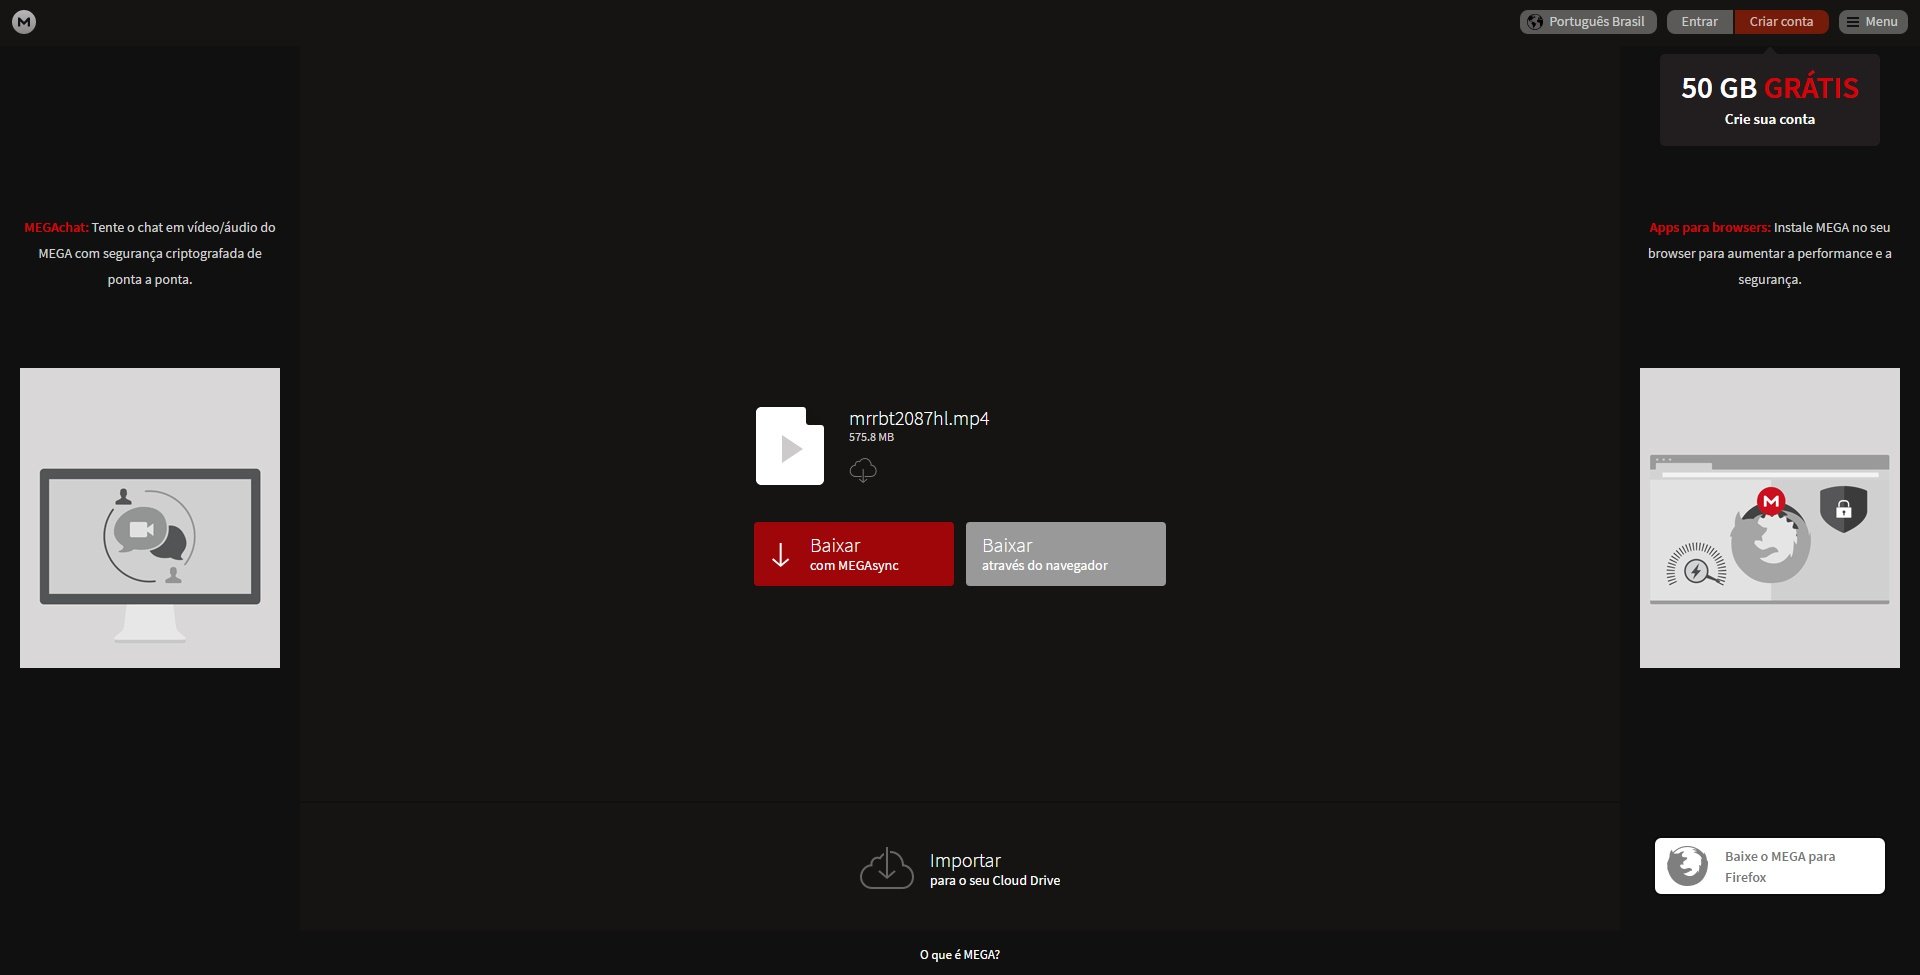 Português Brasil
Entrar
Criar conta
Menu
50 GB GRÁTIS
Crie sua conta
MEGAchat: Tente o chat em vídeo/áudio do
MEGA com segurança criptografada de
ponta a ponta.
Apps para browsers: Instale MEGA no seu
browser para aumentar a performance e a
segurança.
mrrbt2087hl.mp4
575.8 MB
Baixar
com MEGAsync
Baixar
através do navegador
Importar
para o seu Cloud Drive
Baixe o MEGA para
Firefox
O que é MEGA?